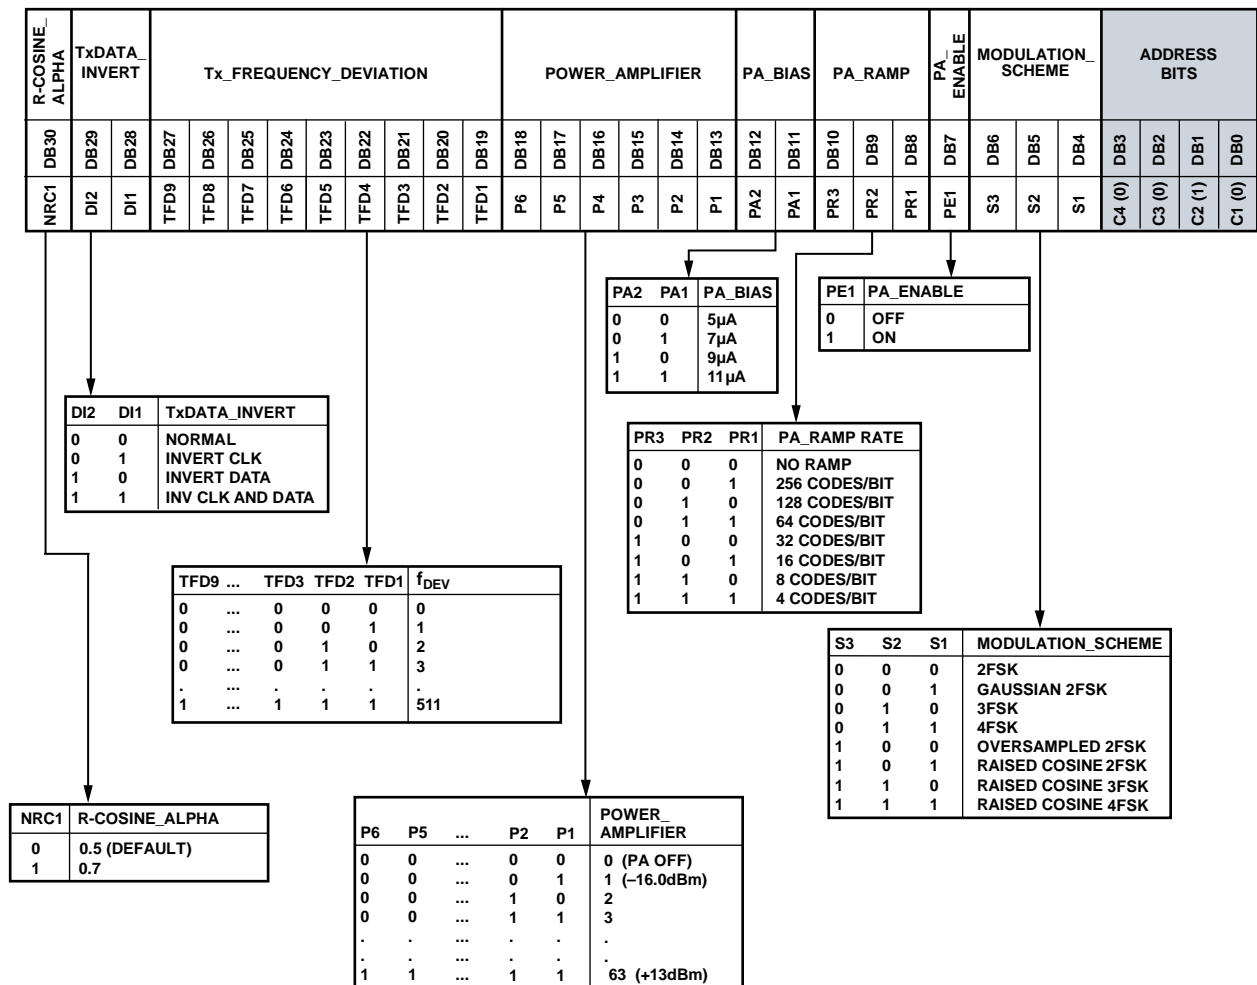 R-COSINE_
ALPHA
TxDATA_
INVERT
Tx_FREQUENCY_DEVIATION
POWER_AMPLIFIER
PA_BIAS
PA_RAMP
PA_
ENABLE
MODULATION_
SCHEME
ADDRESS
BITS
DB30 DB29 DB28 DB27 DB26 DB25 DB24 DB23 DB22 DB21 DB20 DB19 DB18 DB17 DB16 DB15 DB14 DB13 DB12 DB11 DB10 DB9 DB8 DB7 DB6 DB5 DB4 DB3 DB2 DB1 DB0
NRC1 DI2 DI1 TFD9 TFD8 TFD7 TFD6 TFD5 TFD4 TFD3 TFD2 TFD1 P6 P5 P4 P3 P2 P1 PA2 PA1 PR3 PR2 PR1 PE1 S3 S2 S1 C4 (0) C3 (0) C2 (1) C1 (0)
PA2 PA1 PA_BIAS
0 0 5µA
0 1 7µA
1 0 9µA
1 1 11µA
PE1 PA_ENABLE
0 OFF
1 ON
DI2 DI1 TxDATA_INVERT
0 0 NORMAL
0 1 INVERT CLK
1 0 INVERT DATA
1 1 INV CLK AND DATA
PR3 PR2 PR1 PA_RAMP RATE
0 0 0 NO RAMP
0 0 1 256 CODES/BIT
0 1 0 128 CODES/BIT
0 1 1 64 CODES/BIT
1 0 0 32 CODES/BIT
1 0 1 16 CODES/BIT
1 1 0 8 CODES/BIT
1 1 1 4 CODES/BIT
TFD9 ... TFD3 TFD2 TFD1 fDEV
0 ... 0 0 0 0
0 ... 0 0 1 1
0 ... 0 1 0 2
0 ... 0 1 1 3
. ... . . . .
1 ... 1 1 1 511
S3 S2 S1 MODULATION_SCHEME
0 0 0 2FSK
0 0 1 GAUSSIAN 2FSK
0 1 0 3FSK
0 1 1 4FSK
1 0 0 OVERSAMPLED 2FSK
1 0 1 RAISED COSINE 2FSK
1 1 0 RAISED COSINE 3FSK
1 1 1 RAISED COSINE 4FSK
NRC1 R-COSINE_ALPHA
0 0.5 (DEFAULT)
1 0.7
P6 P5 ... P2 P1 POWER_
AMPLIFIER
0 0 ... 0 0 0 (PA OFF)
0 0 ... 0 1 1 (–16.0dBm)
0 0 ... 1 0 2
0 0 ... 1 1 3
. . ... . . .
. . ... . . .
1 1 ... 1 1 63 (+13dBm)